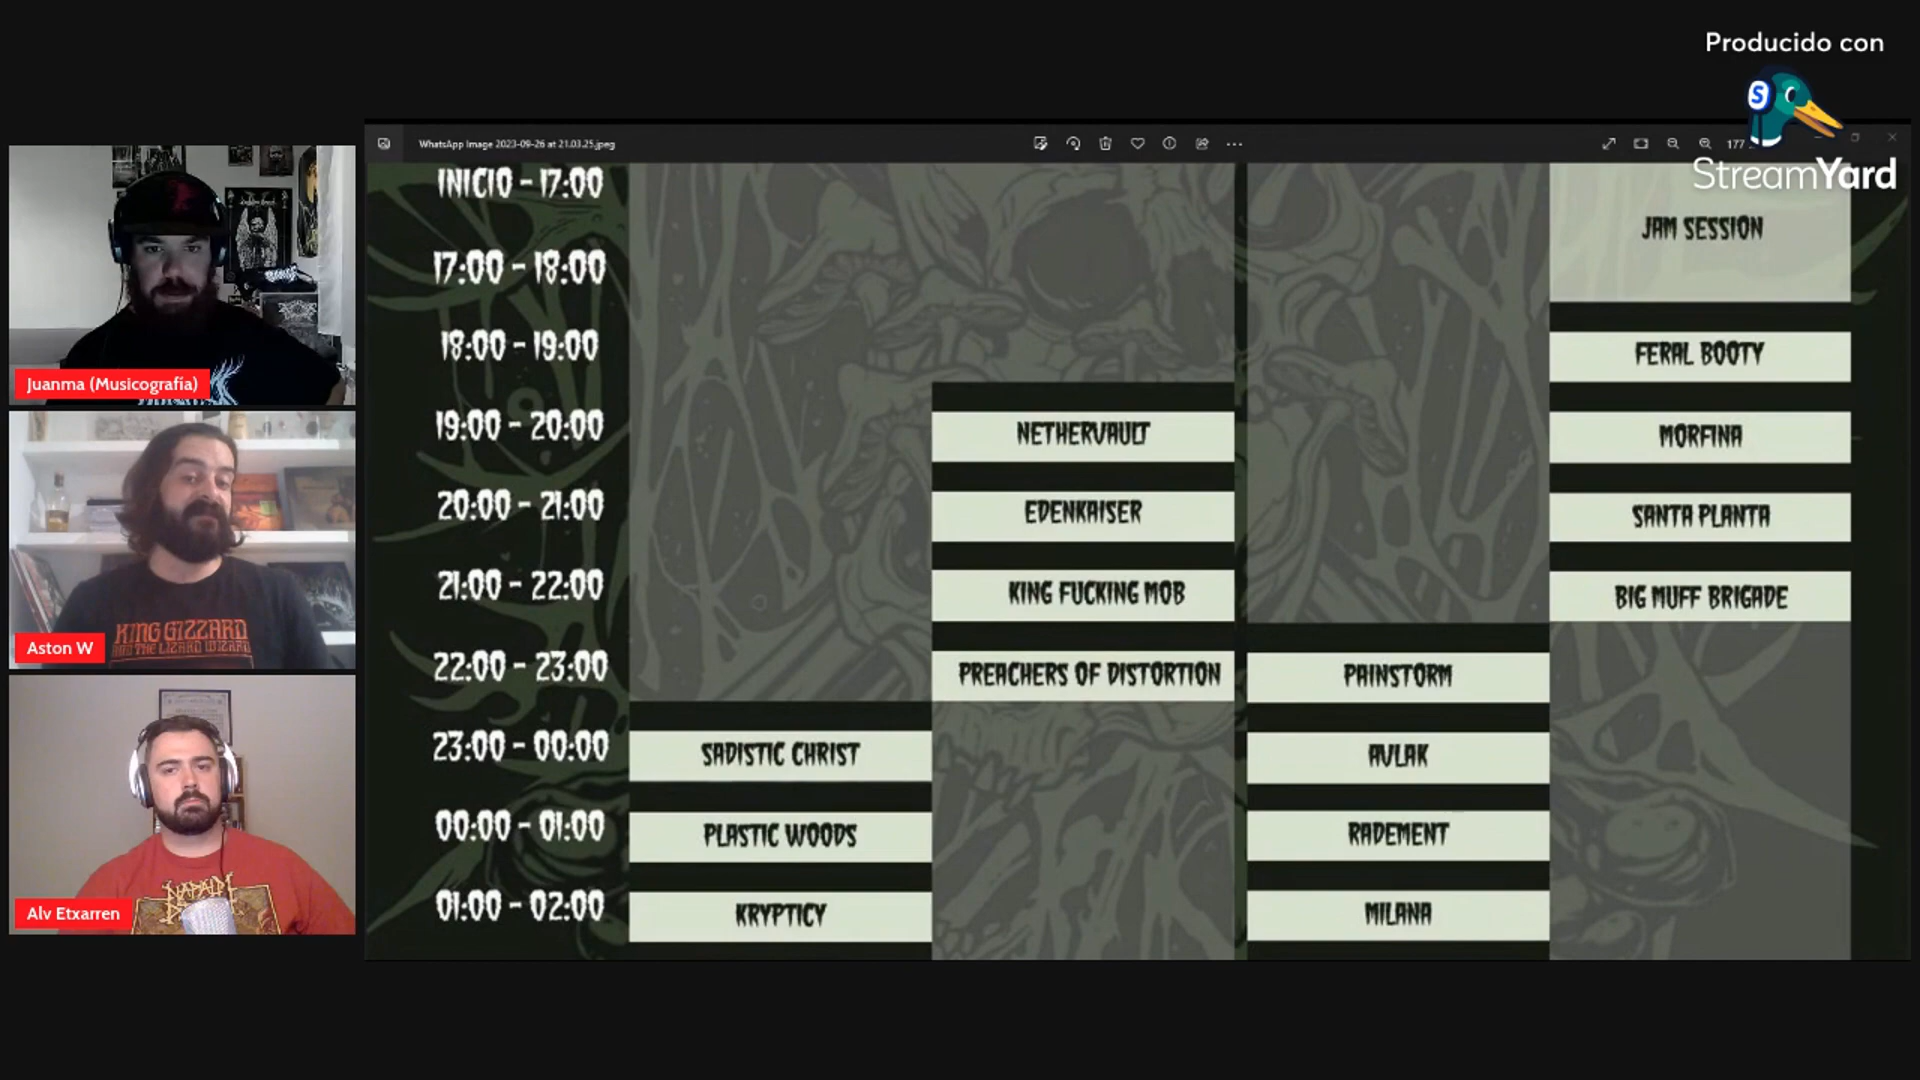 Producido con
StreamYard
WhatsApp Image 2023-09-26 at 21.03.25.jpeg
177
INICIO - 17:00
JAM SESSION
17:00 - 18:00
18:00 - 19:00
FERAL BOOTY
19:00 - 20:00
NETHERVAULT
MORFINA
20:00 - 21:00
EDENKAISER
SANTA PLANTA
21:00 - 22:00
KING FUCKING MOB
BIG MUFF BRIGADE
22:00 - 23:00
PREACHERS OF DISTORTION
PAINSTORM
23:00 - 00:00
SADISTIC CHRIST
AVLAK
00:00 - 01:00
PLASTIC WOODS
RADEMENT
01:00 - 02:00
KRYPTICY
MILANA
Juanma (Musicografía)
KING GIZZARD
AND THE LIZARD WIZARD
Aston W
NAPALM
Alv Etxarren